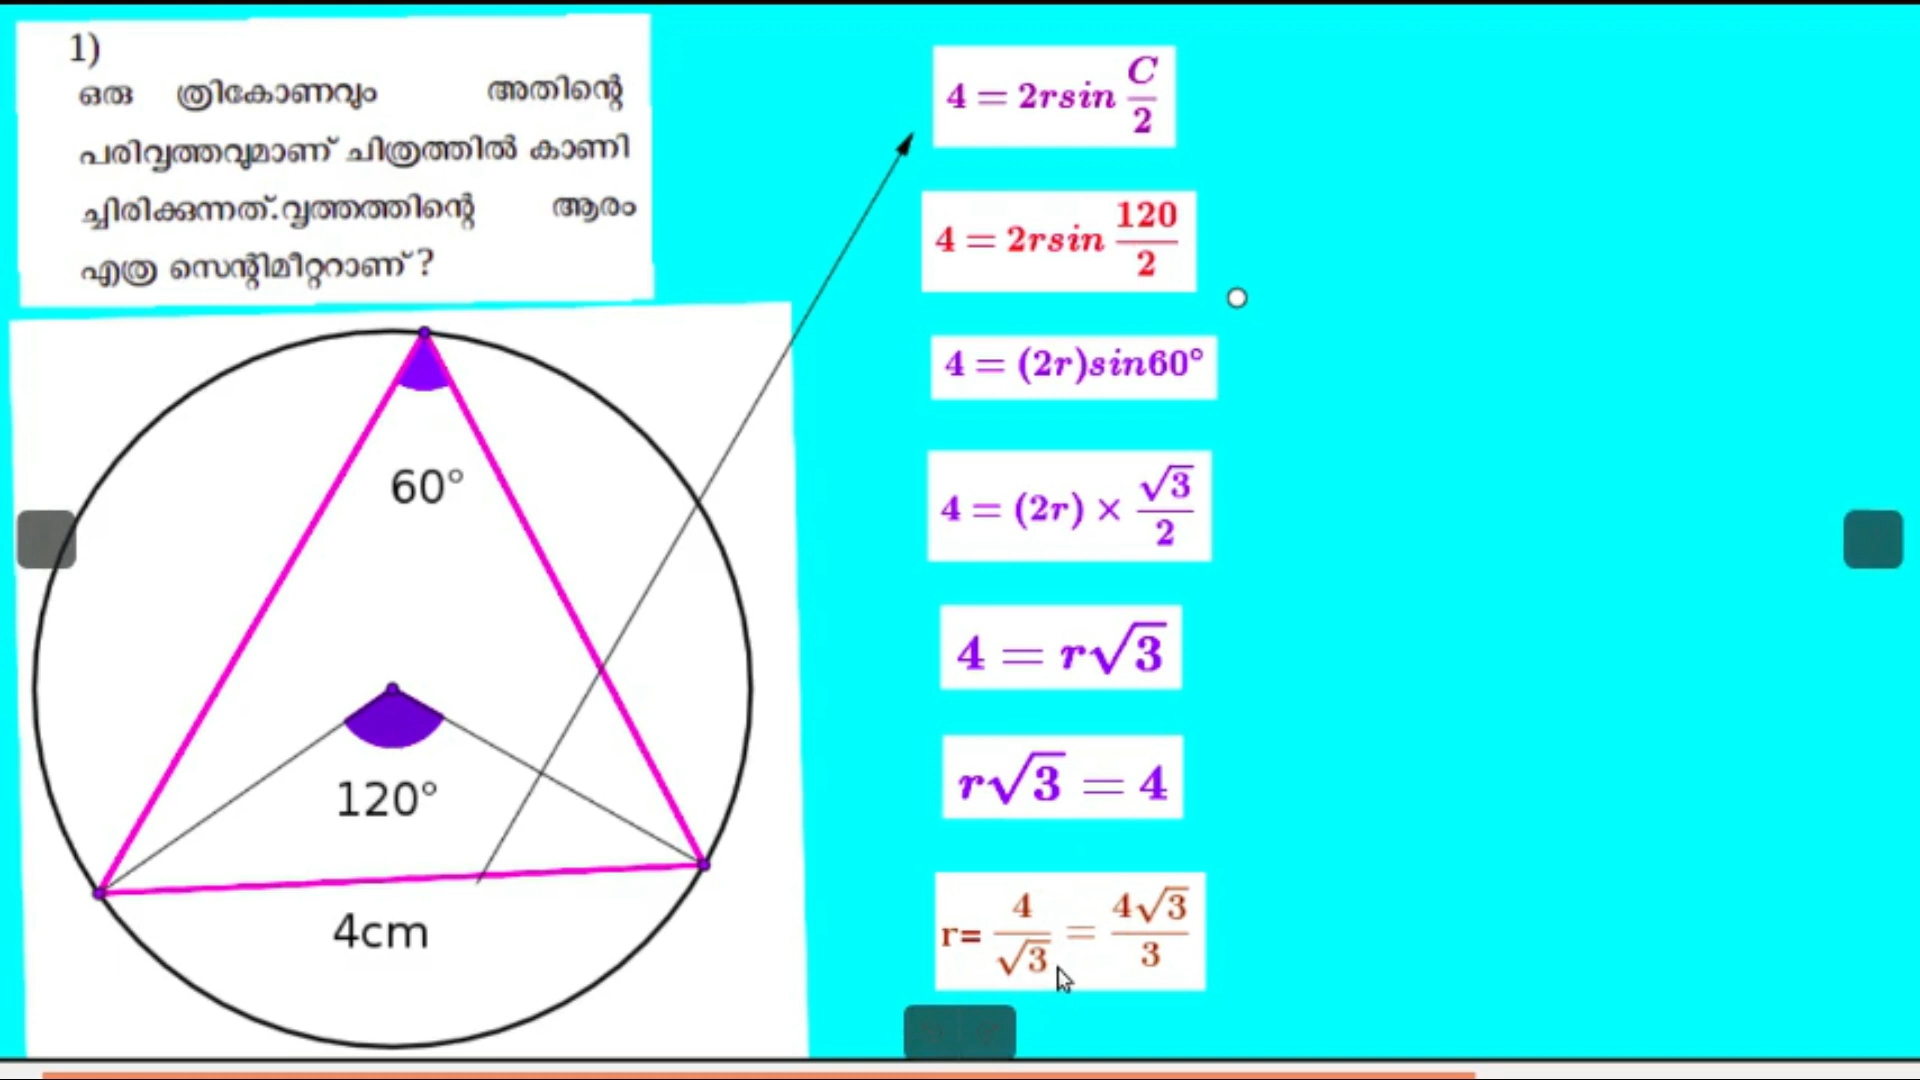 1)
ഒരു ത്രികോണവും അതിന്റെ
പരിവൃത്തവുമാണ് ചിത്രത്തിൽ കാണി
ച്ചിരിക്കുന്നത്.വൃത്തത്തിന്റെ ആരം
എത്ര സെന്റിമീറ്ററാണ് ?
60°
120°
4cm
4 = 2rsin C/2
4 = 2rsin 120/2
4 = (2r)sin60°
4 = (2r) × √3/2
4 = r√3
r√3 = 4
r= 4/√3 = 4√3/3